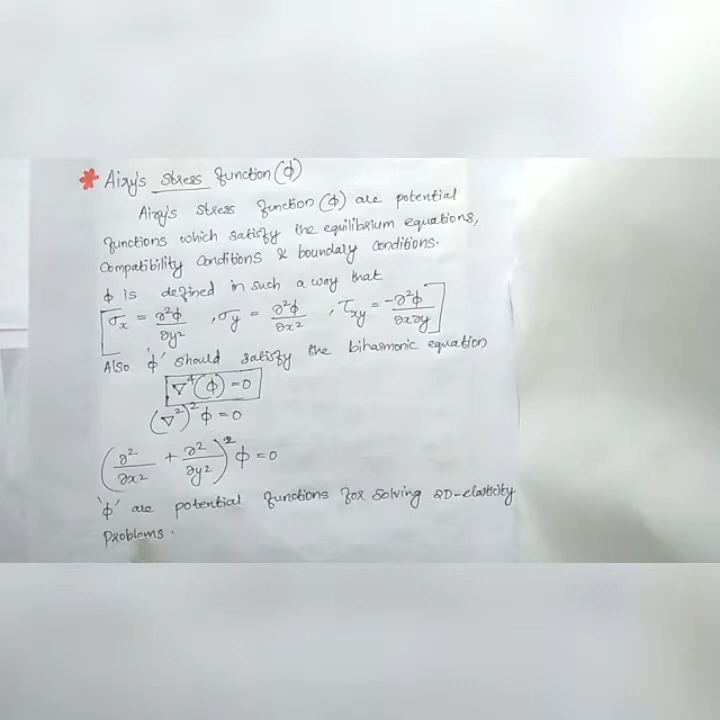 * Airy's stress function (ϕ)
Airy's stress function (ϕ) are potential
functions which satisfy the equilibrium equations,
Compatibility Conditions & boundary Conditions.
ϕ is defined in such a way that
[σx = ∂²ϕ/∂y² , σy = ∂²ϕ/∂x² , τxy = -∂²ϕ/∂x∂y]
Also 'ϕ' should satisfy the biharmonic equation
∇⁴(ϕ) = 0
(∇²)² ϕ = 0
(∂²/∂x² + ∂²/∂y²)² ϕ = 0
'ϕ' are potential functions for solving 2D-elasticity
Problems.